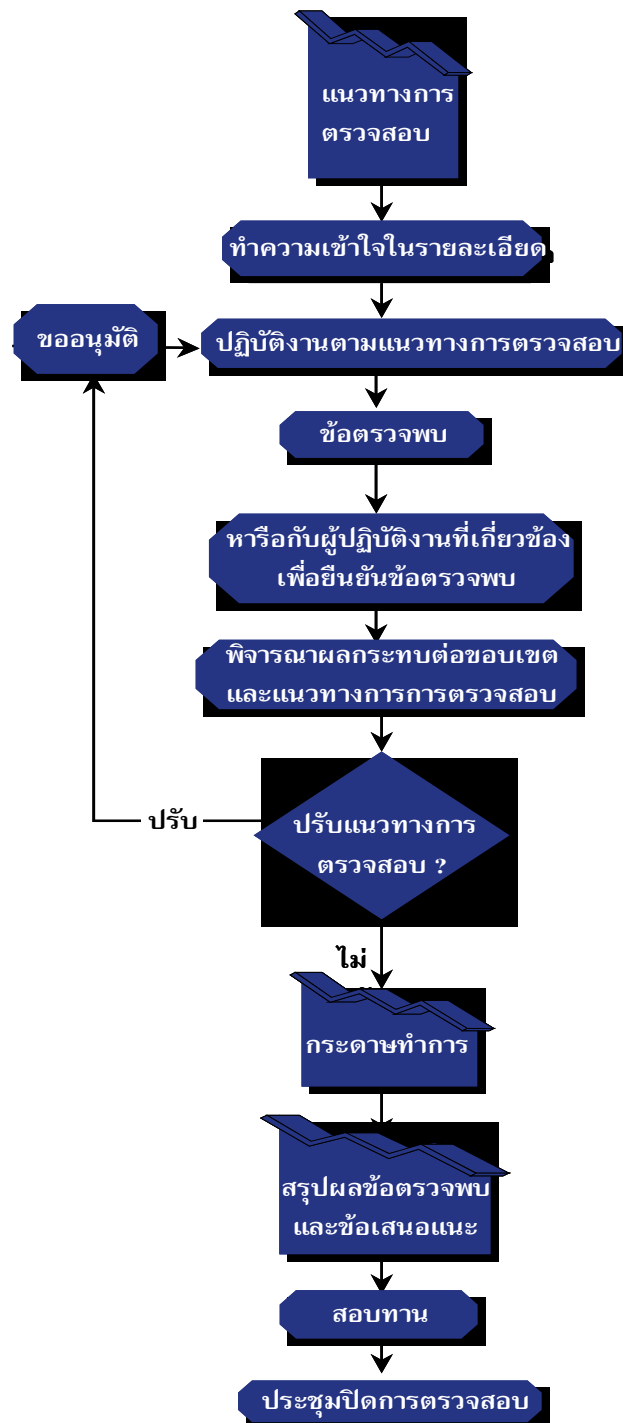 แนวทางการ
ตรวจสอบ
ทำความเข้าใจในรายละเอียด
ขออนุมัติ
ปฏิบัติงานตามแนวทางการตรวจสอบ
ข้อตรวจพบ
หารือกับผู้ปฏิบัติงานที่เกี่ยวข้อง
เพื่อยืนยันข้อตรวจพบ
พิจารณาผลกระทบต่อขอบเขต
และแนวทางการการตรวจสอบ
ปรับแนวทางการ
ตรวจสอบ ?
ปรับ
ไม่
กระดาษทำการ
สรุปผลข้อตรวจพบ
และข้อเสนอแนะ
สอบทาน
ประชุมปิดการตรวจสอบ